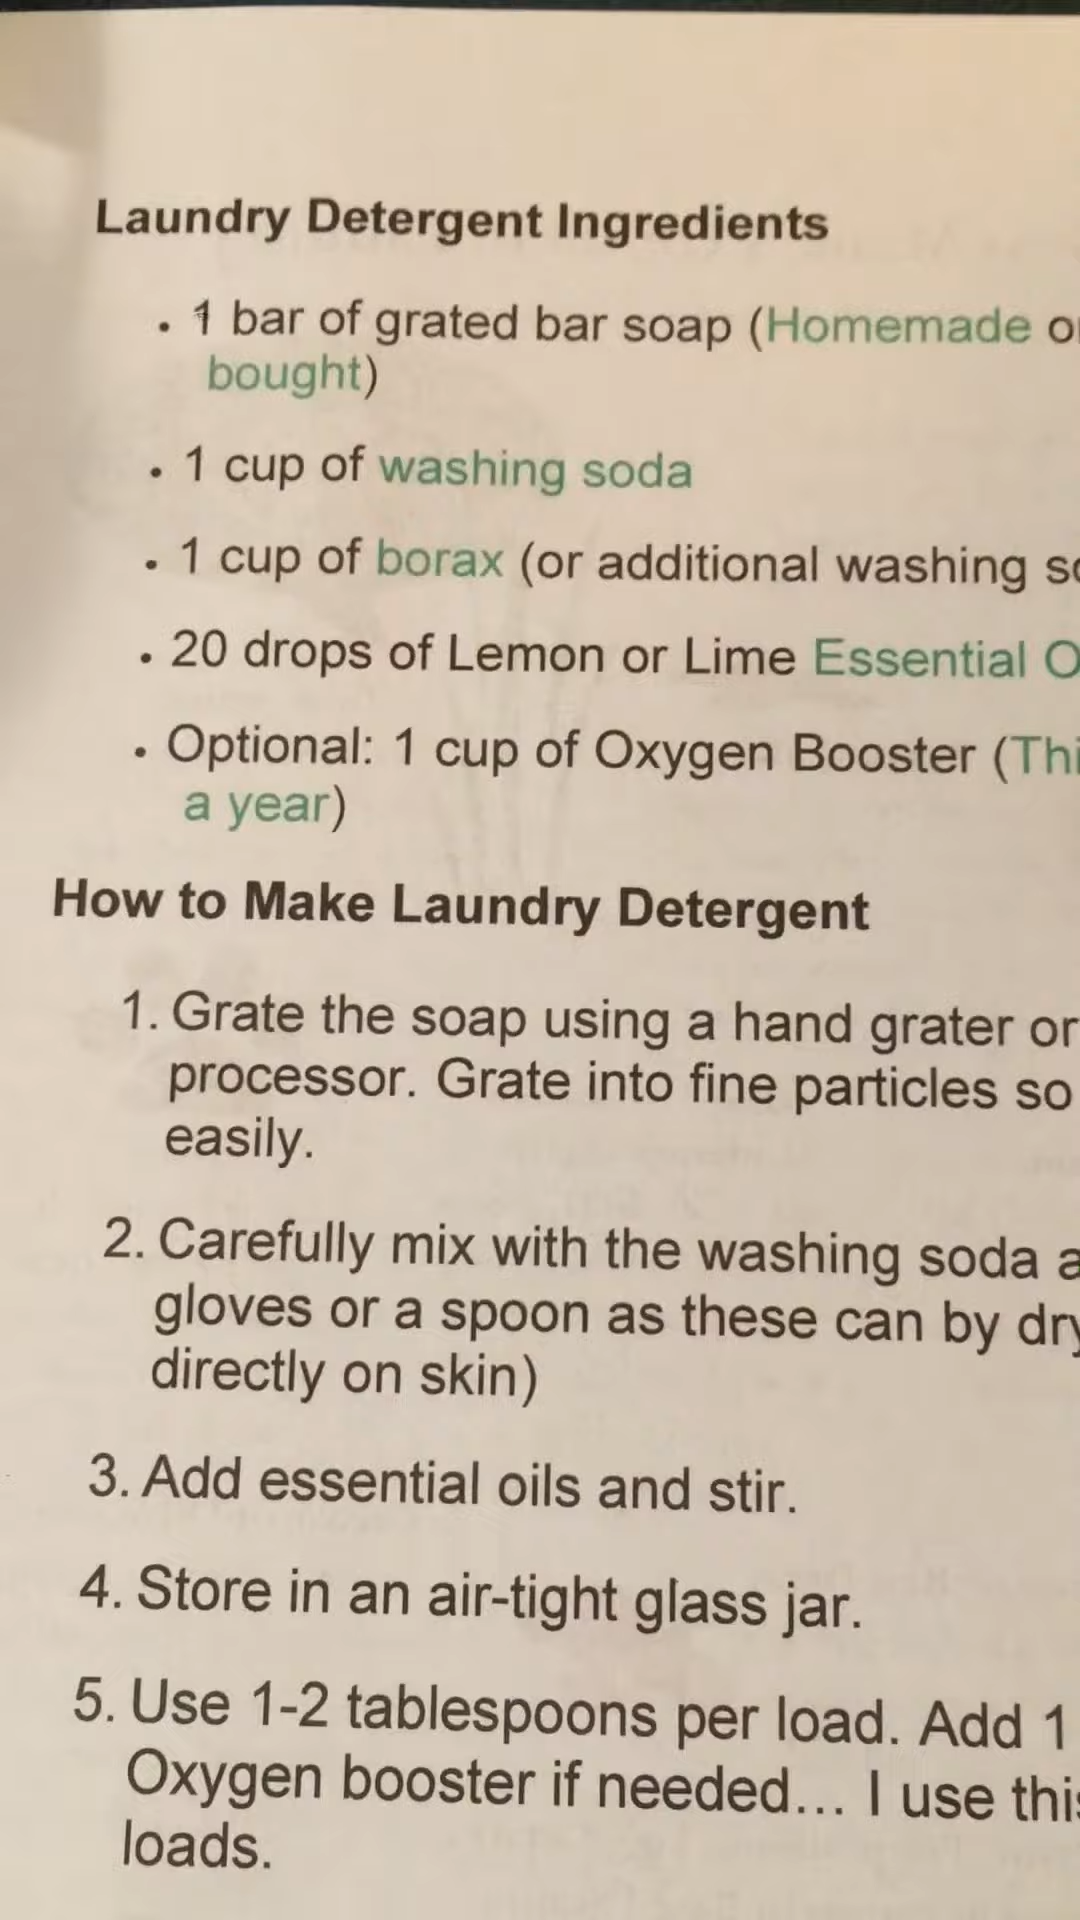 Laundry Detergent Ingredients
• 1 bar of grated bar soap (Homemade
bought)
• 1 cup of washing soda
• 1 cup of borax (or additional washing
• 20 drops of Lemon or Lime Essential
• Optional: 1 cup of Oxygen Booster (
a year)
How to Make Laundry Detergent
1. Grate the soap using a hand grater or
processor. Grate into fine particles so
easily.
2. Carefully mix with the washing soda
gloves or a spoon as these can by
directly on skin)
3. Add essential oils and stir.
4. Store in an air-tight glass jar.
5. Use 1-2 tablespoons per load. Add 1
Oxygen booster if needed... I use
loads.